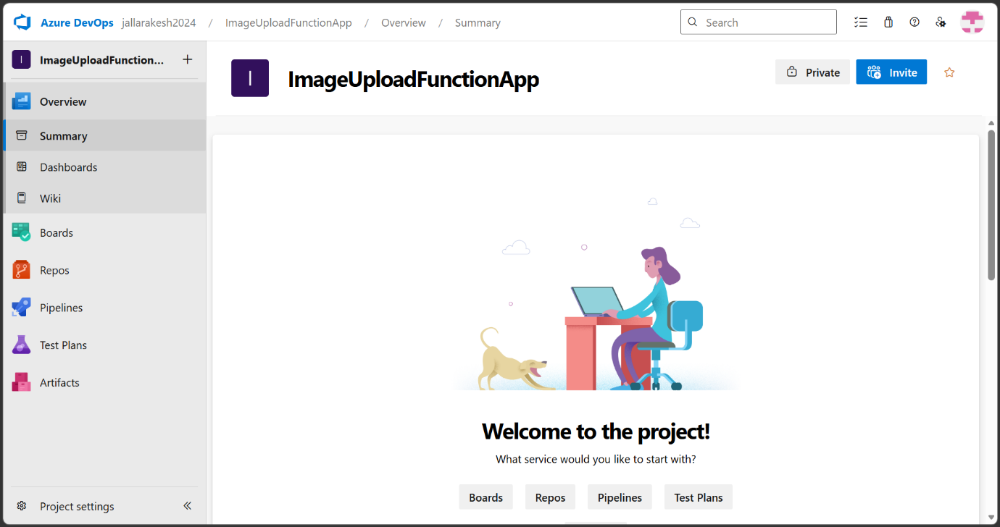 Azure DevOps jallarakesh2024 / ImageUploadFunctionApp / Overview / Summary
Search
I ImageUploadFunction... +
Overview
Summary
Dashboards
Wiki
Boards
Repos
Pipelines
Test Plans
Artifacts
Project settings
I ImageUploadFunctionApp
Private
Invite
Welcome to the project!
What service would you like to start with?
Boards Repos Pipelines Test Plans